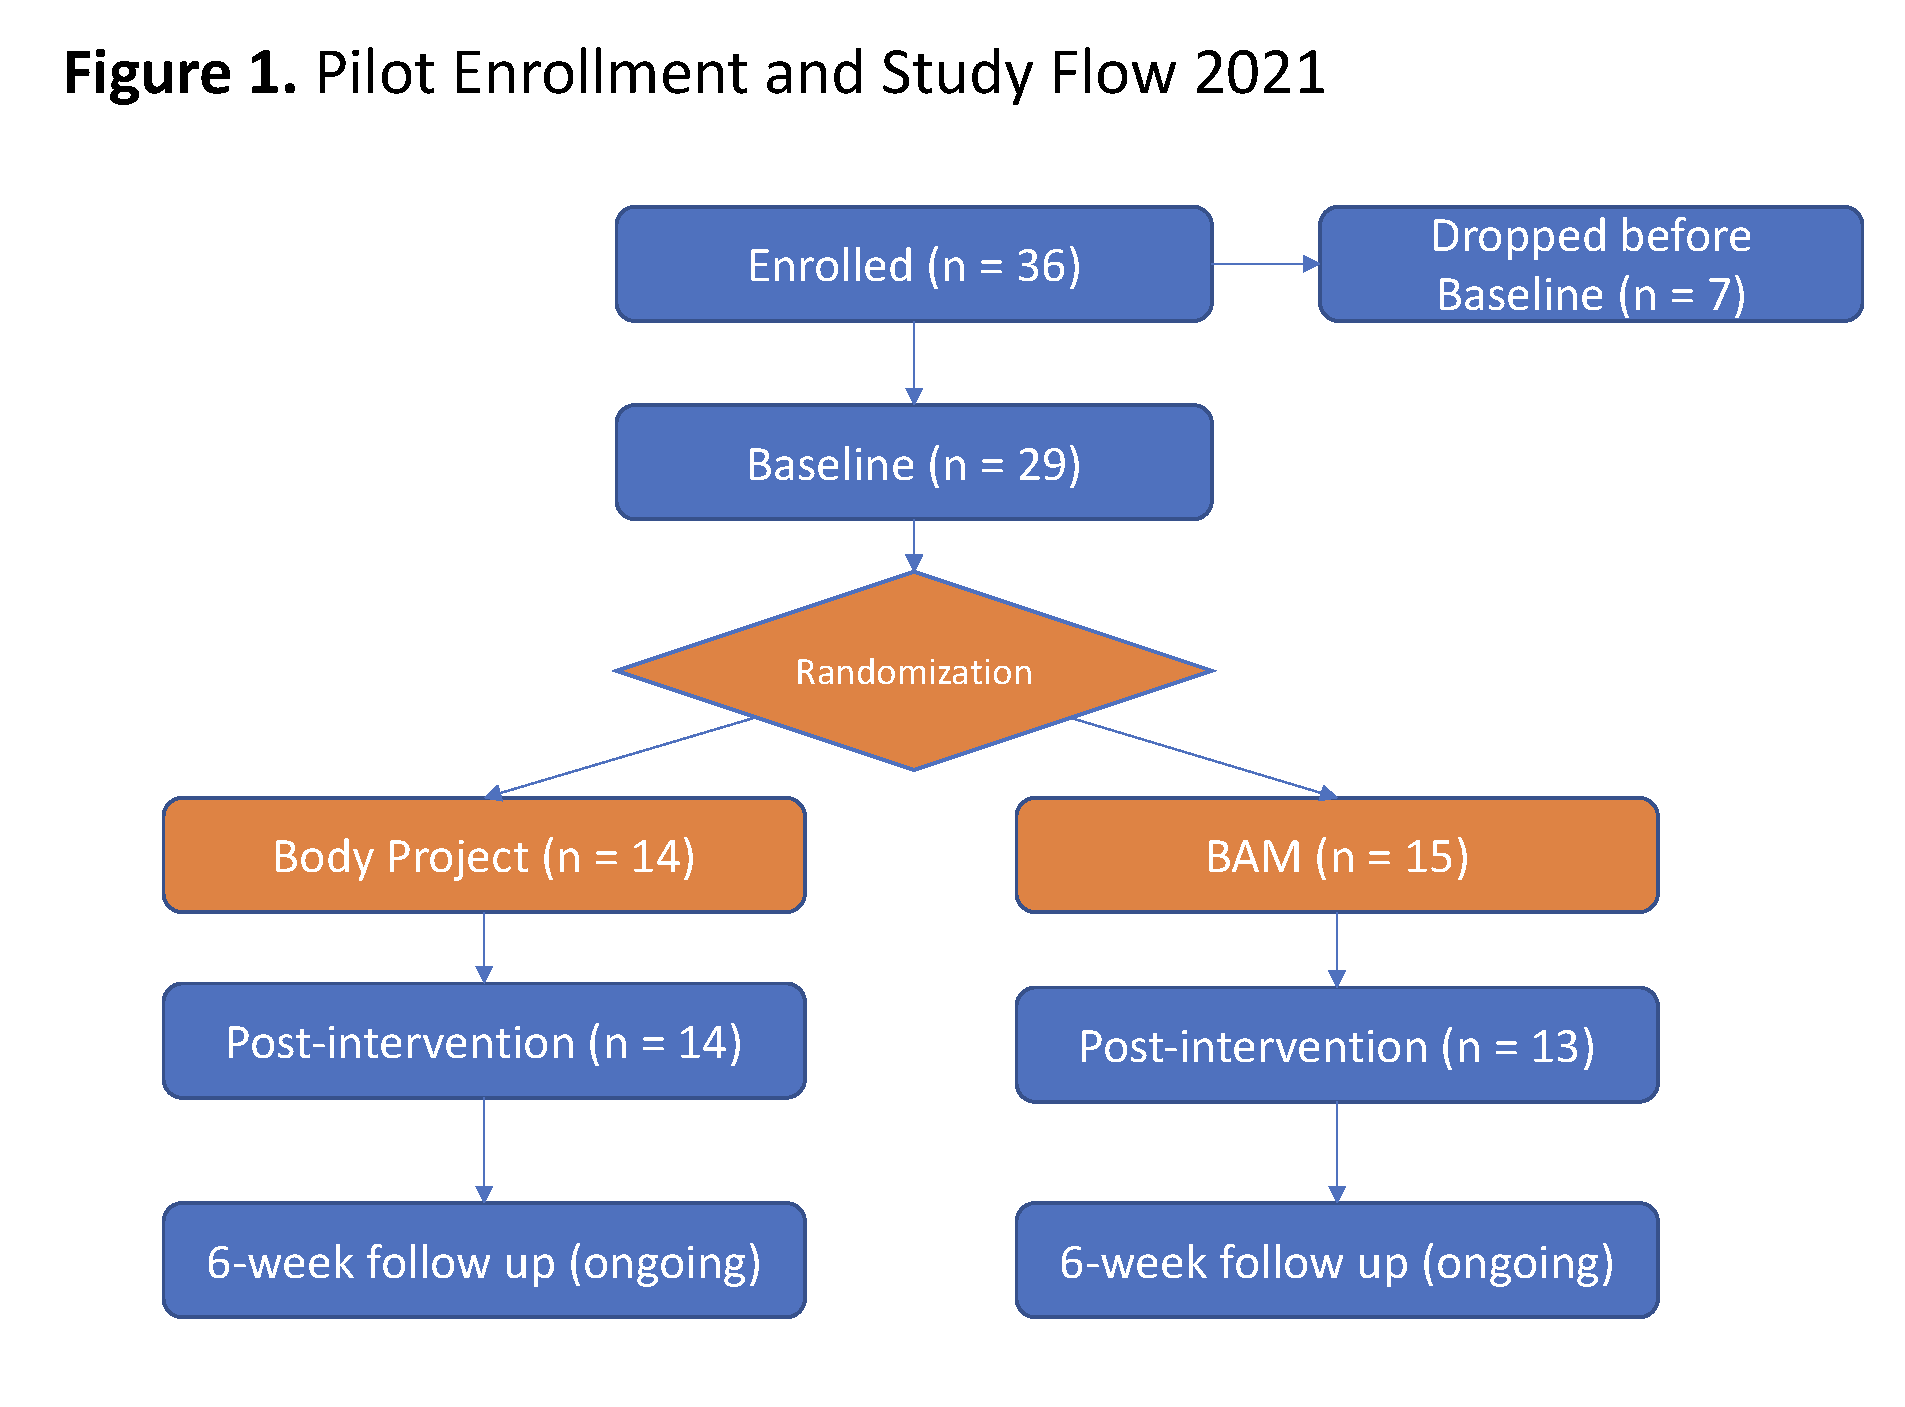 Figure 1. Pilot Enrollment and Study Flow 2021
Enrolled (n = 36)
Dropped before
Baseline (n = 7)
Baseline (n = 29)
Randomization
Body Project (n = 14)
BAM (n = 15)
Post-intervention (n = 14)
Post-intervention (n = 13)
6-week follow up (ongoing)
6-week follow up (ongoing)